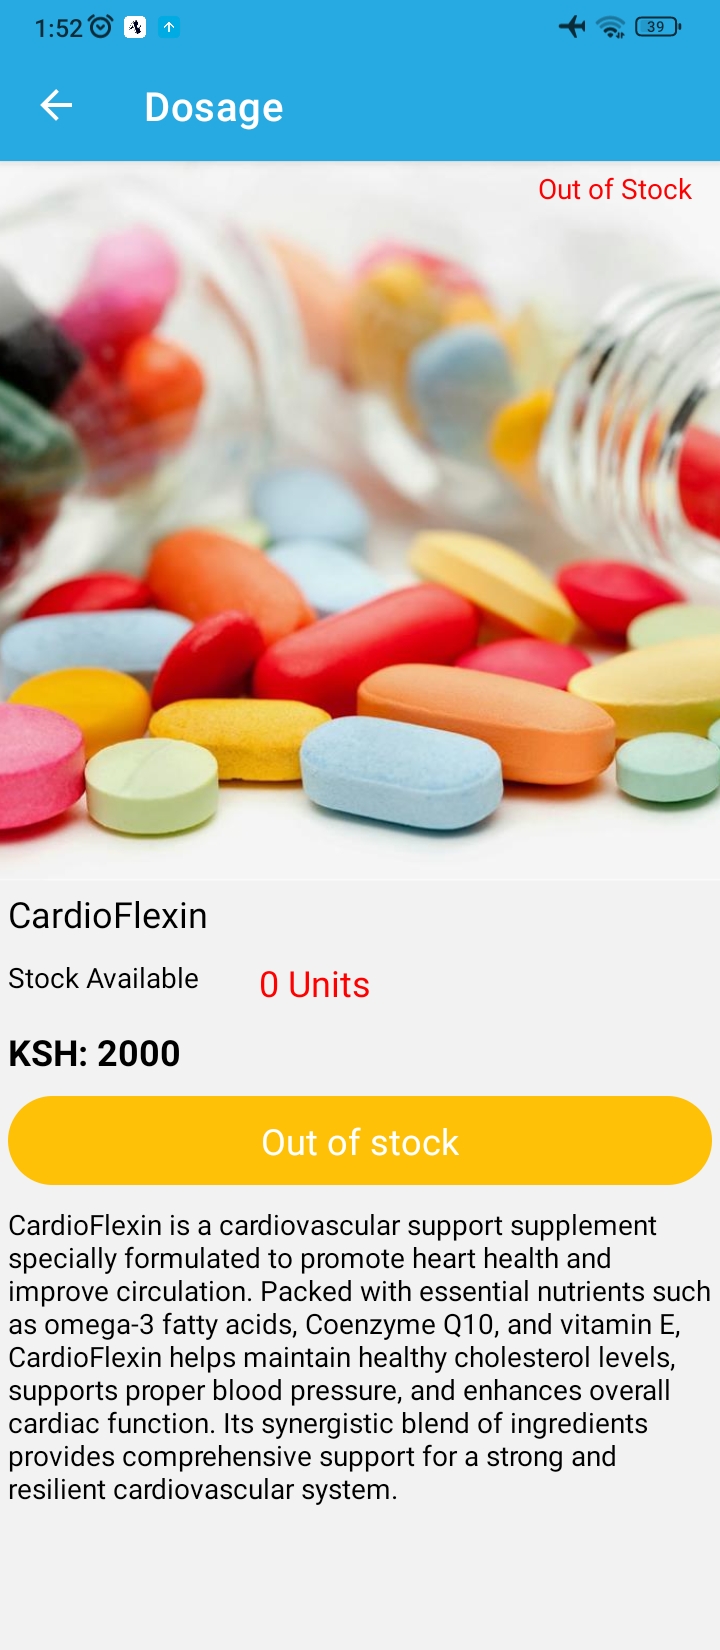 1:52
39
Dosage
Out of Stock
CardioFlexin
Stock Available 0 Units
KSH: 2000
Out of stock
CardioFlexin is a cardiovascular support supplement
specially formulated to promote heart health and
improve circulation. Packed with essential nutrients such
as omega-3 fatty acids, Coenzyme Q10, and vitamin E,
CardioFlexin helps maintain healthy cholesterol levels,
supports proper blood pressure, and enhances overall
cardiac function. Its synergistic blend of ingredients
provides comprehensive support for a strong and
resilient cardiovascular system.